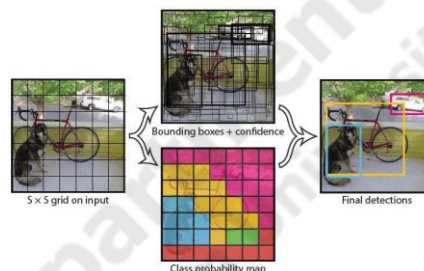 Bounding boxes + confidence
S × S grid on input
Final detections
Class probability map